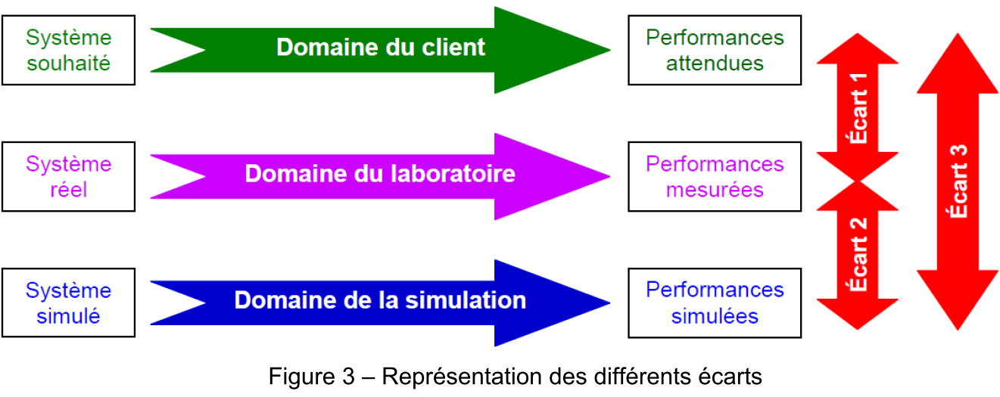 Système
souhaité
Domaine du client
Performances
attendues
Écart 1
Écart 3
Système
réel
Domaine du laboratoire
Performances
mesurées
Écart 2
Système
simulé
Domaine de la simulation
Performances
simulées
Figure 3 – Représentation des différents écarts